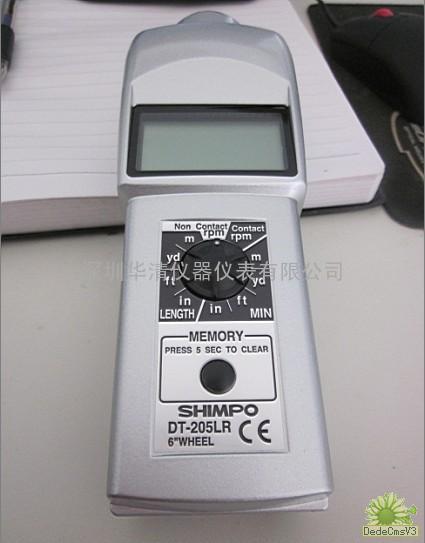 Non Contact Contact
rpm rpm
m m
yd yd
ft ft
in in
LENGTH MIN
深圳华清仪器仪表有限公司
MEMORY
PRESS 5 SEC TO CLEAR
SHIMPO
DT-205LR CE
6"WHEEL
DedeCmsV3